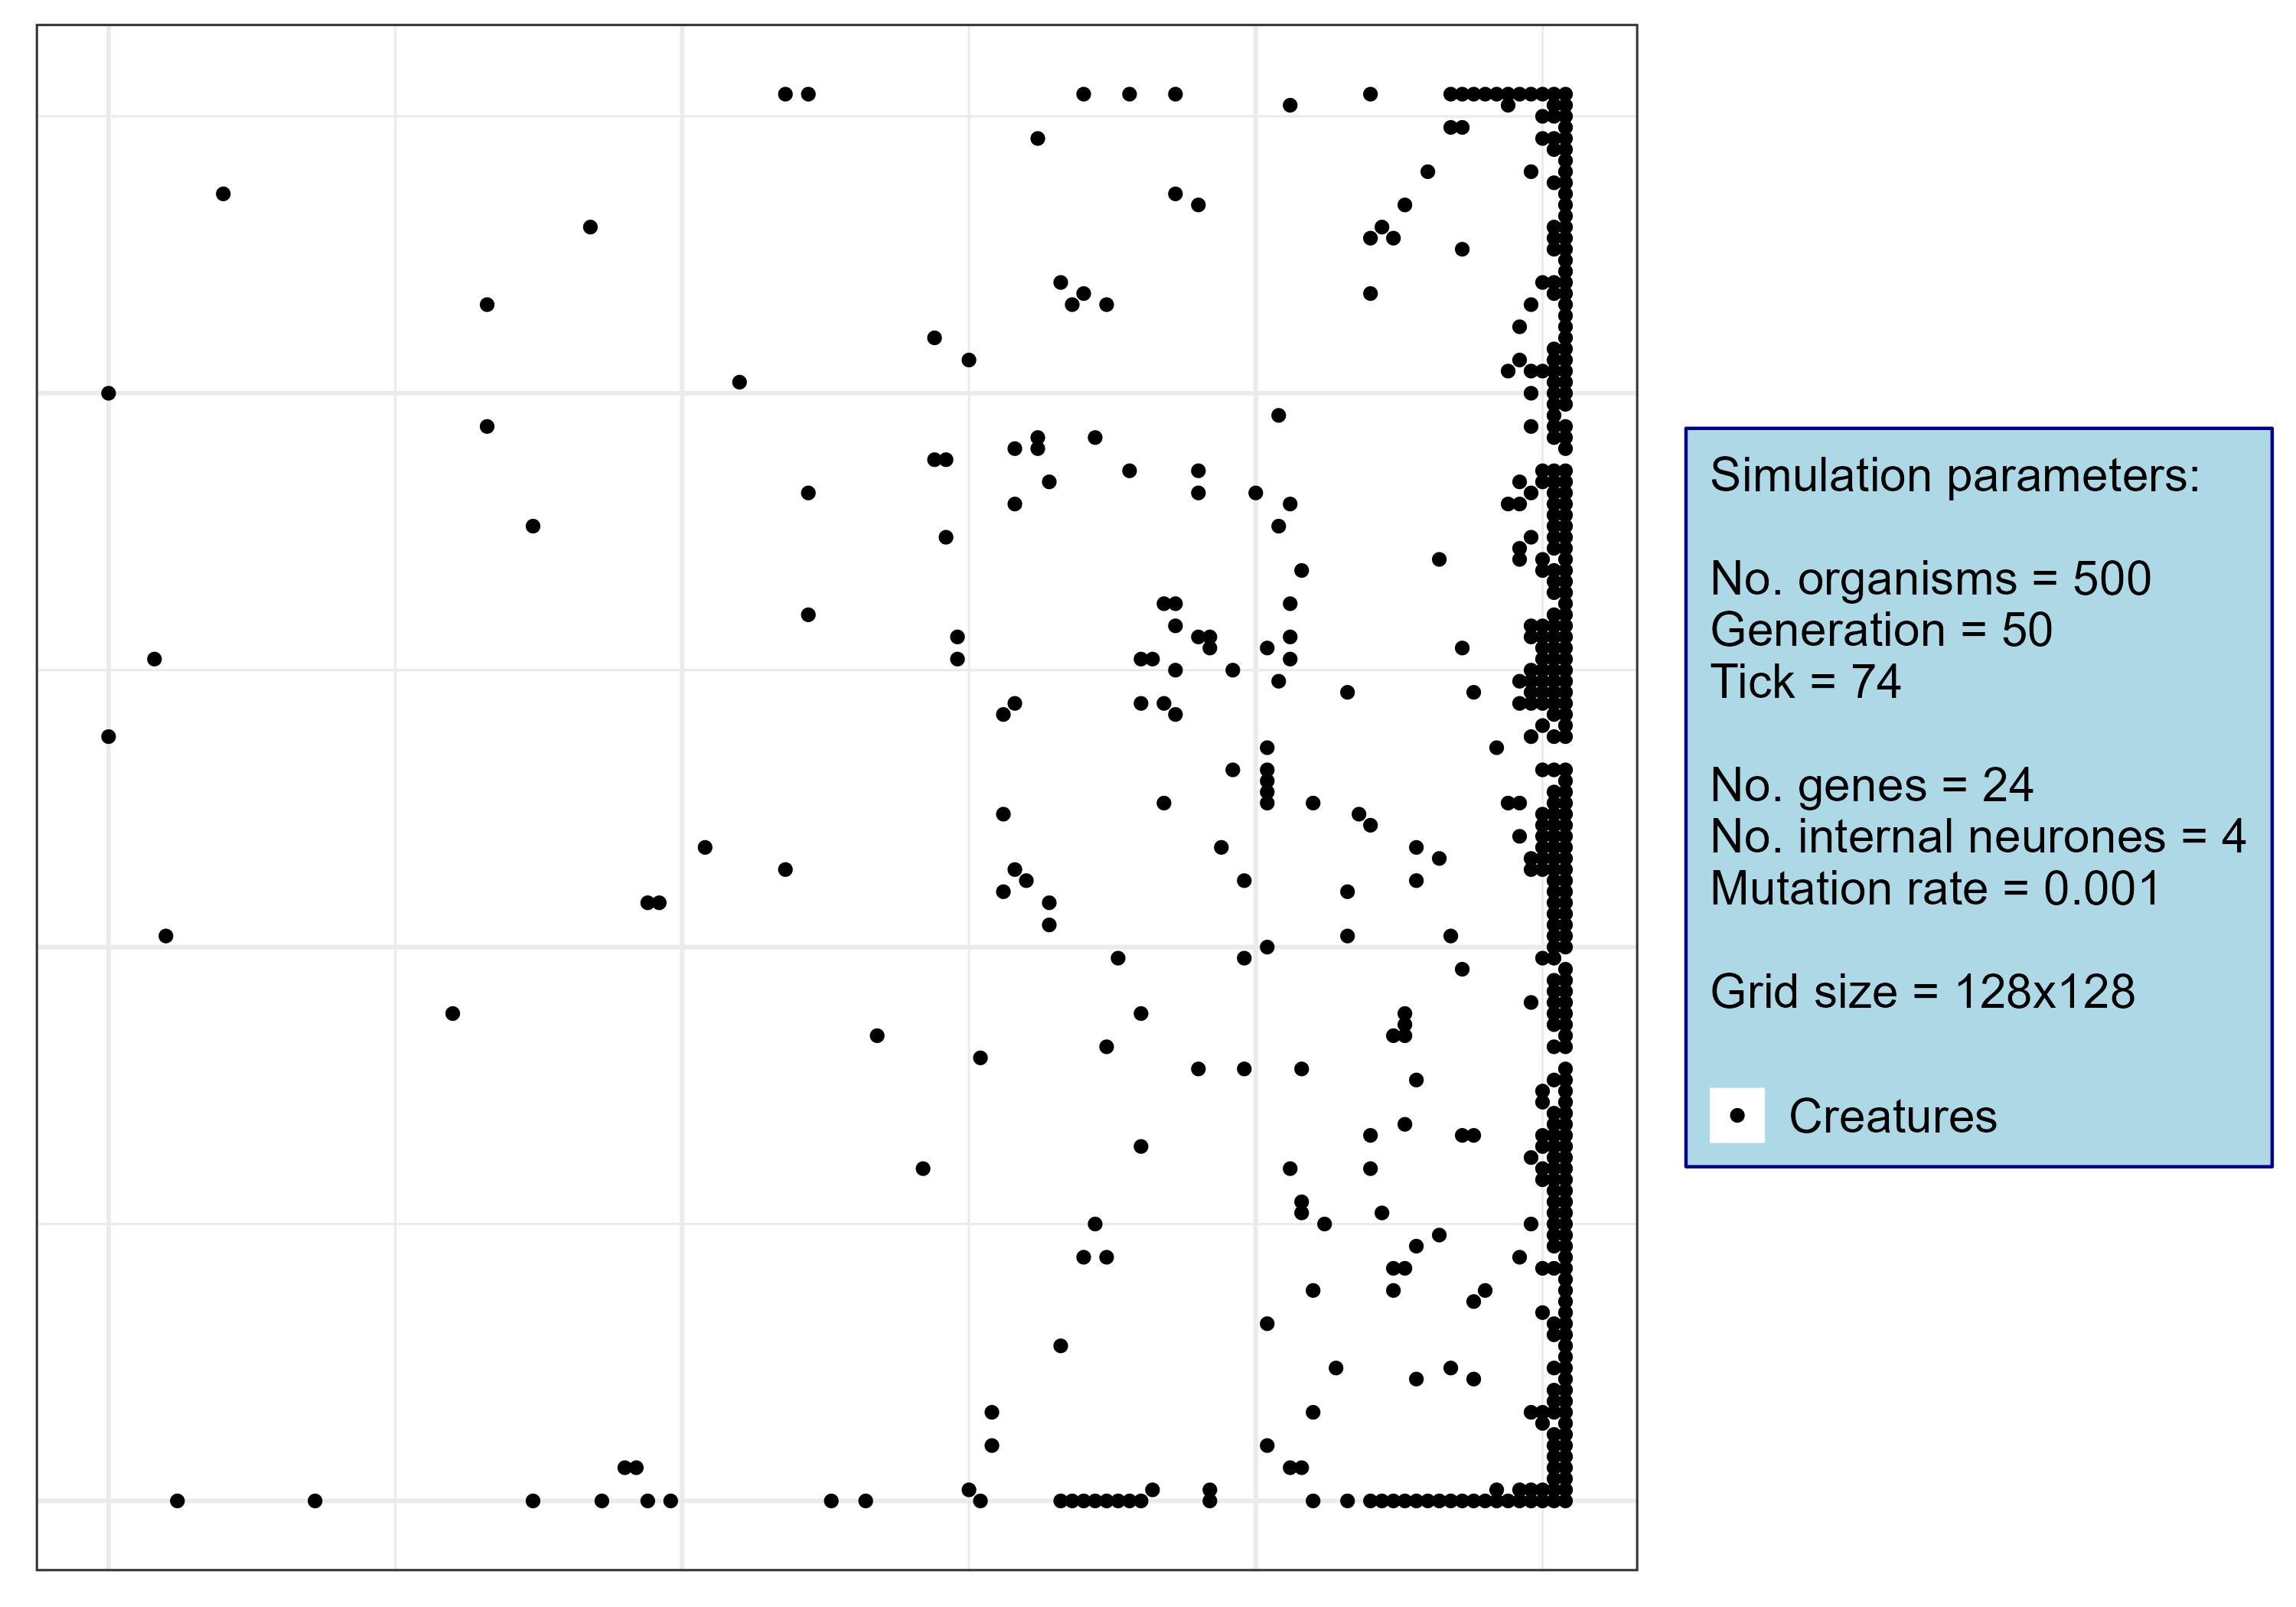 Simulation parameters:
No. organisms = 500
Generation = 50
Tick = 74
No. genes = 24
No. internal neurones = 4
Mutation rate = 0.001
Grid size = 128x128
Creatures